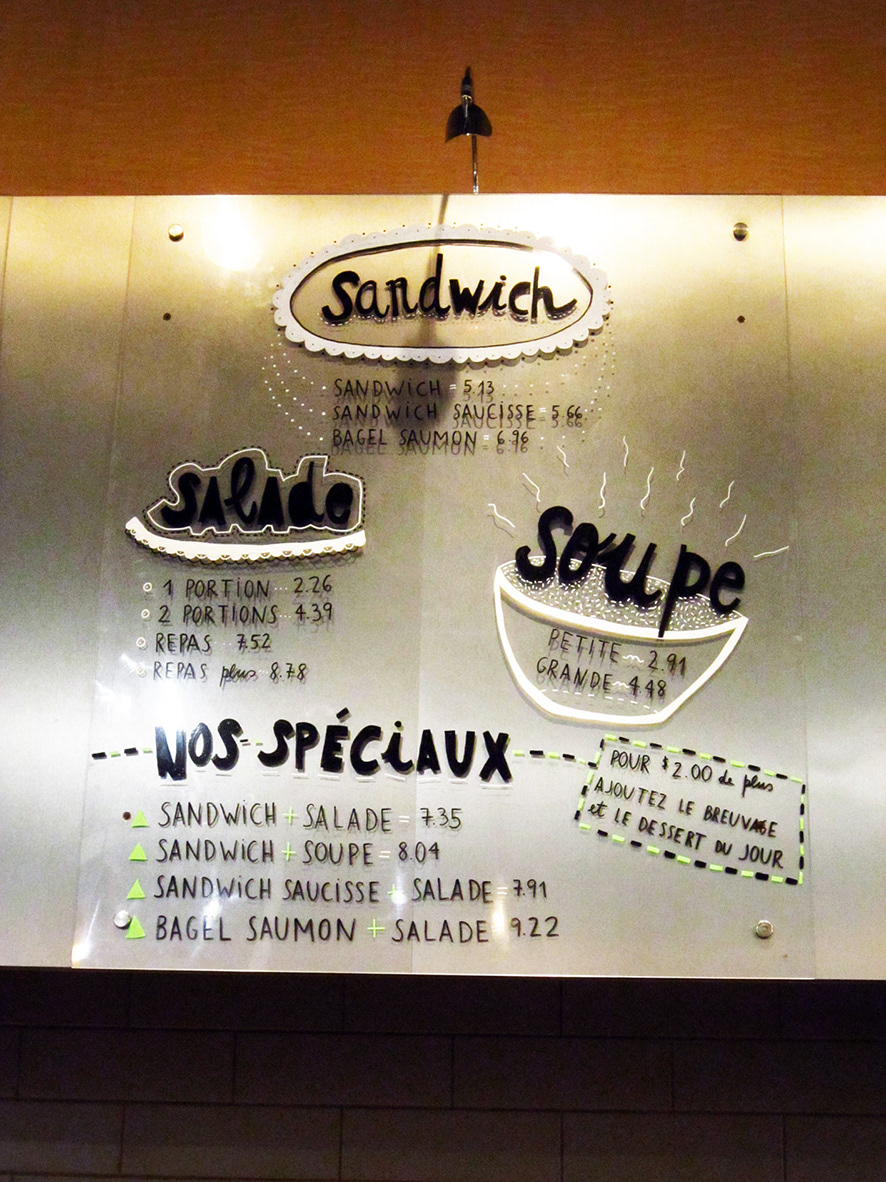 Sandwich
SANDWiCH = 5.13
SANDWiCH SAUCISSE = 5.66
BAGEL SAUMON = 6.96
SALADE
1 PORTION 2.26
2 PORTIONS 4.39
REPAS 7.52
REPAS plus 8.78
soupe
PETITE ~ 2.91
GRANDE ~ 4.48
NOS SPÉCiAUX
SANDWiCH + SALADE = 7.35
SANDWiCH + SOUPE = 8.04
SANDWiCH SAUCISSE + SALADE = 7.91
BAGEL SAUMON + SALADE = 9.22
POUR $2.00 de plus
AJOUTEZ LE BREUVAGE
et LE DESSERT DU JOUR